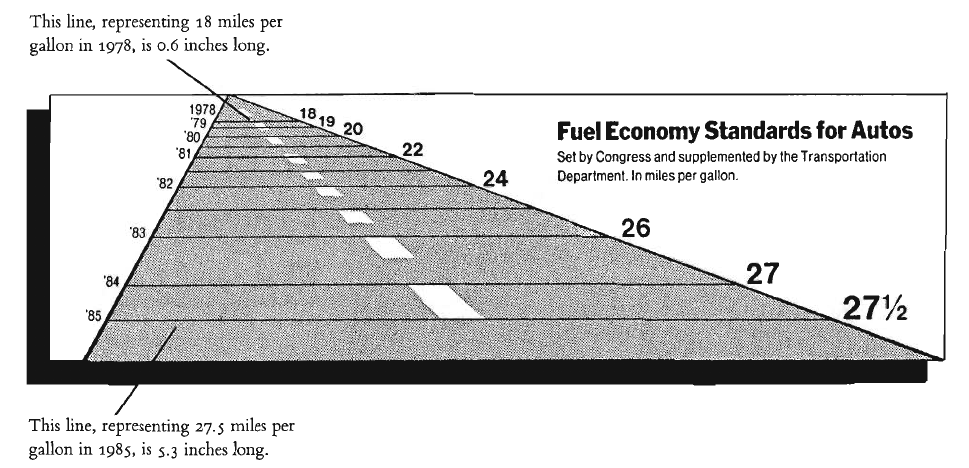 This line, representing 18 miles per
gallon in 1978, is 0.6 inches long.
1978
'79
'80
'81
'82
'83
'84
'85
18
19
20
22
24
26
27
27½
Fuel Economy Standards for Autos
Set by Congress and supplemented by the Transportation
Department. In miles per gallon.
This line, representing 27.5 miles per
gallon in 1985, is 5.3 inches long.